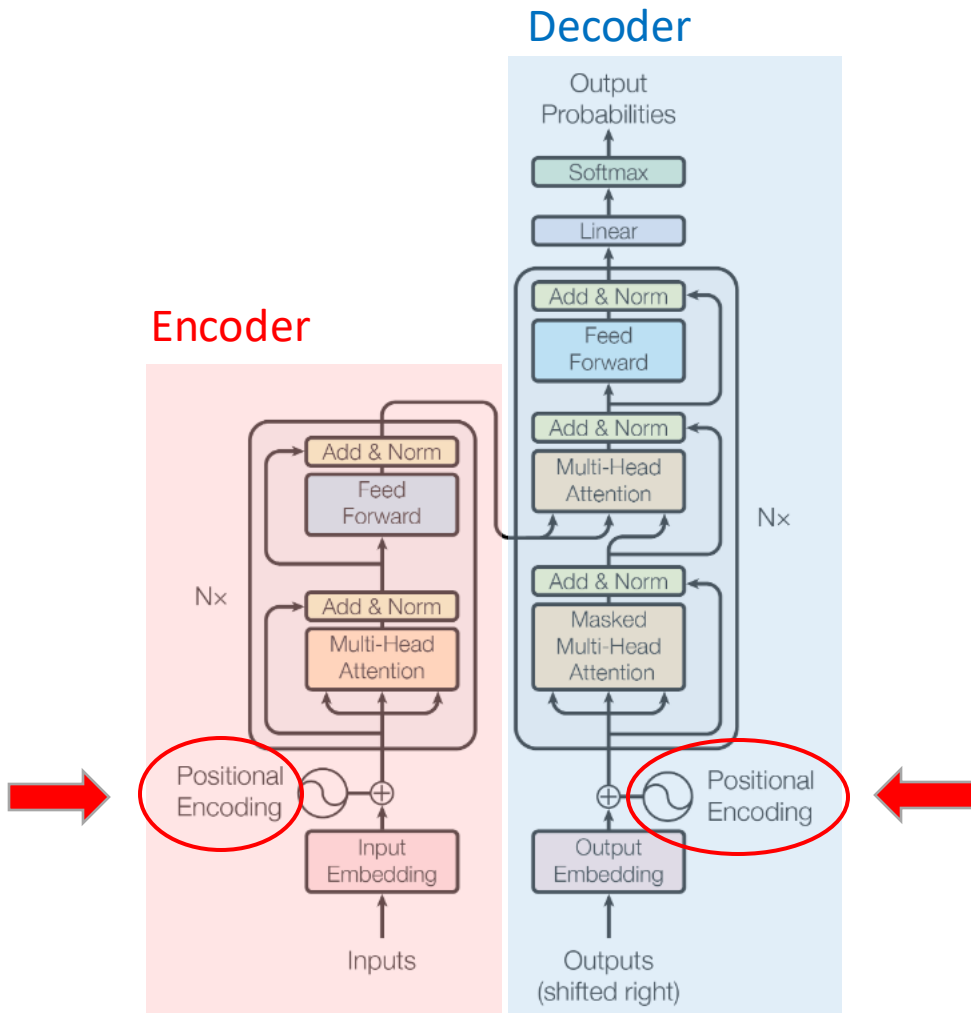 Decoder
Output
Probabilities
Softmax
Linear
Add & Norm
Feed
Forward
Add & Norm
Multi-Head
Attention
Nx
Add & Norm
Masked
Multi-Head
Attention
Positional
Encoding
Output
Embedding
Outputs
(shifted right)
Encoder
Add & Norm
Feed
Forward
Nx
Add & Norm
Multi-Head
Attention
Positional
Encoding
Input
Embedding
Inputs